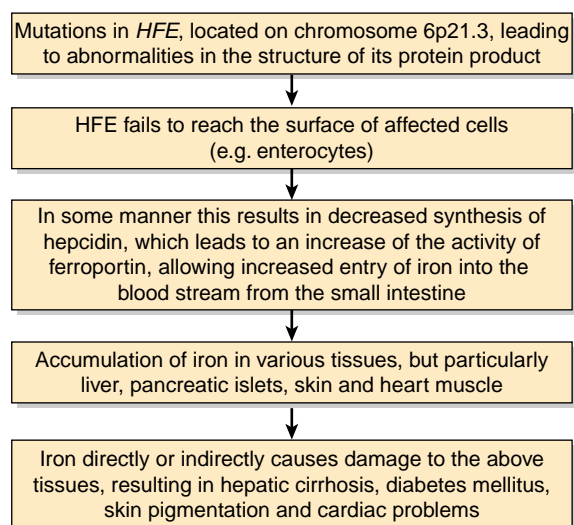 Mutations in HFE, located on chromosome 6p21.3, leading
to abnormalities in the structure of its protein product
HFE fails to reach the surface of affected cells
(e.g. enterocytes)
In some manner this results in decreased synthesis of
hepcidin, which leads to an increase of the activity of
ferroportin, allowing increased entry of iron into the
blood stream from the small intestine
Accumulation of iron in various tissues, but particularly
liver, pancreatic islets, skin and heart muscle
Iron directly or indirectly causes damage to the above
tissues, resulting in hepatic cirrhosis, diabetes mellitus,
skin pigmentation and cardiac problems